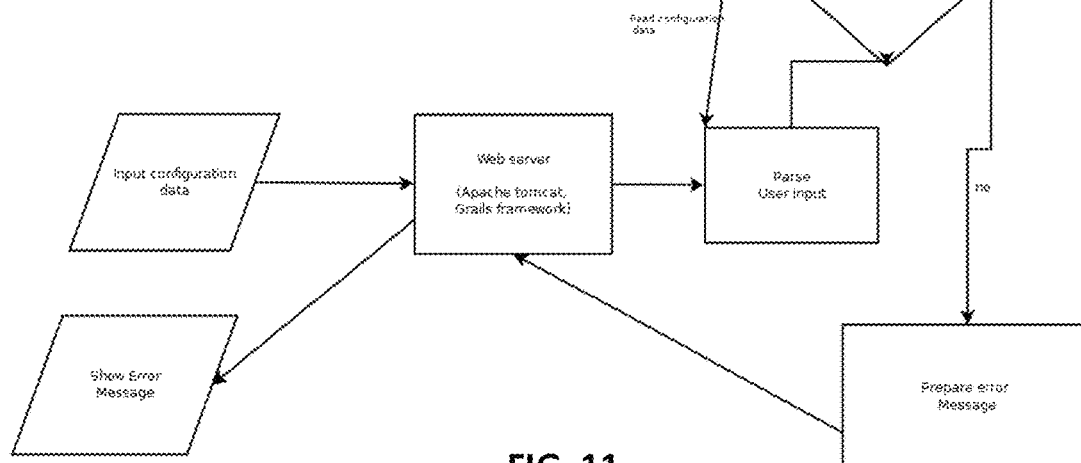 Read configuration
data
Input configuration
data
Web server
(Apache tomcat,
Grails framework)
Parse
User input
no
Show Error
Message
Prepare error
Message
FIG. 11